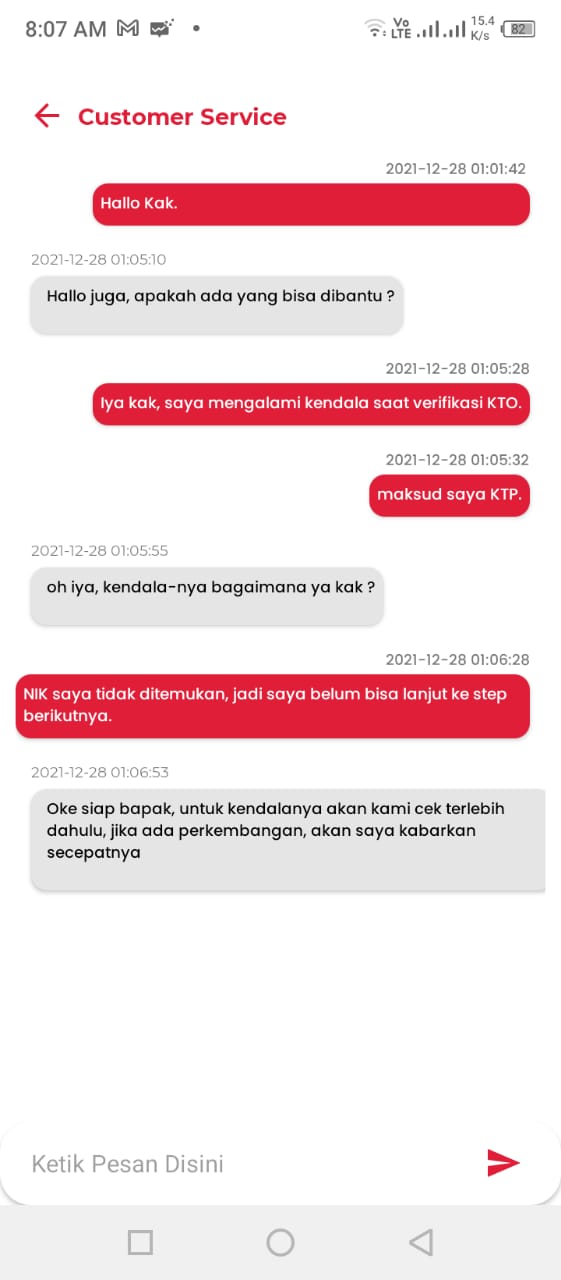 8:07 AM
Vo
LTE
15.4
K/s
82
Customer Service
2021-12-28 01:01:42
Hallo Kak.
2021-12-28 01:05:10
Hallo juga, apakah ada yang bisa dibantu ?
2021-12-28 01:05:28
Iya kak, saya mengalami kendala saat verifikasi KTO.
2021-12-28 01:05:32
maksud saya KTP.
2021-12-28 01:05:55
oh iya, kendala-nya bagaimana ya kak ?
2021-12-28 01:06:28
NIK saya tidak ditemukan, jadi saya belum bisa lanjut ke step
berikutnya.
2021-12-28 01:06:53
Oke siap bapak, untuk kendalanya akan kami cek terlebih
dahulu, jika ada perkembangan, akan saya kabarkan
secepatnya
Ketik Pesan Disini